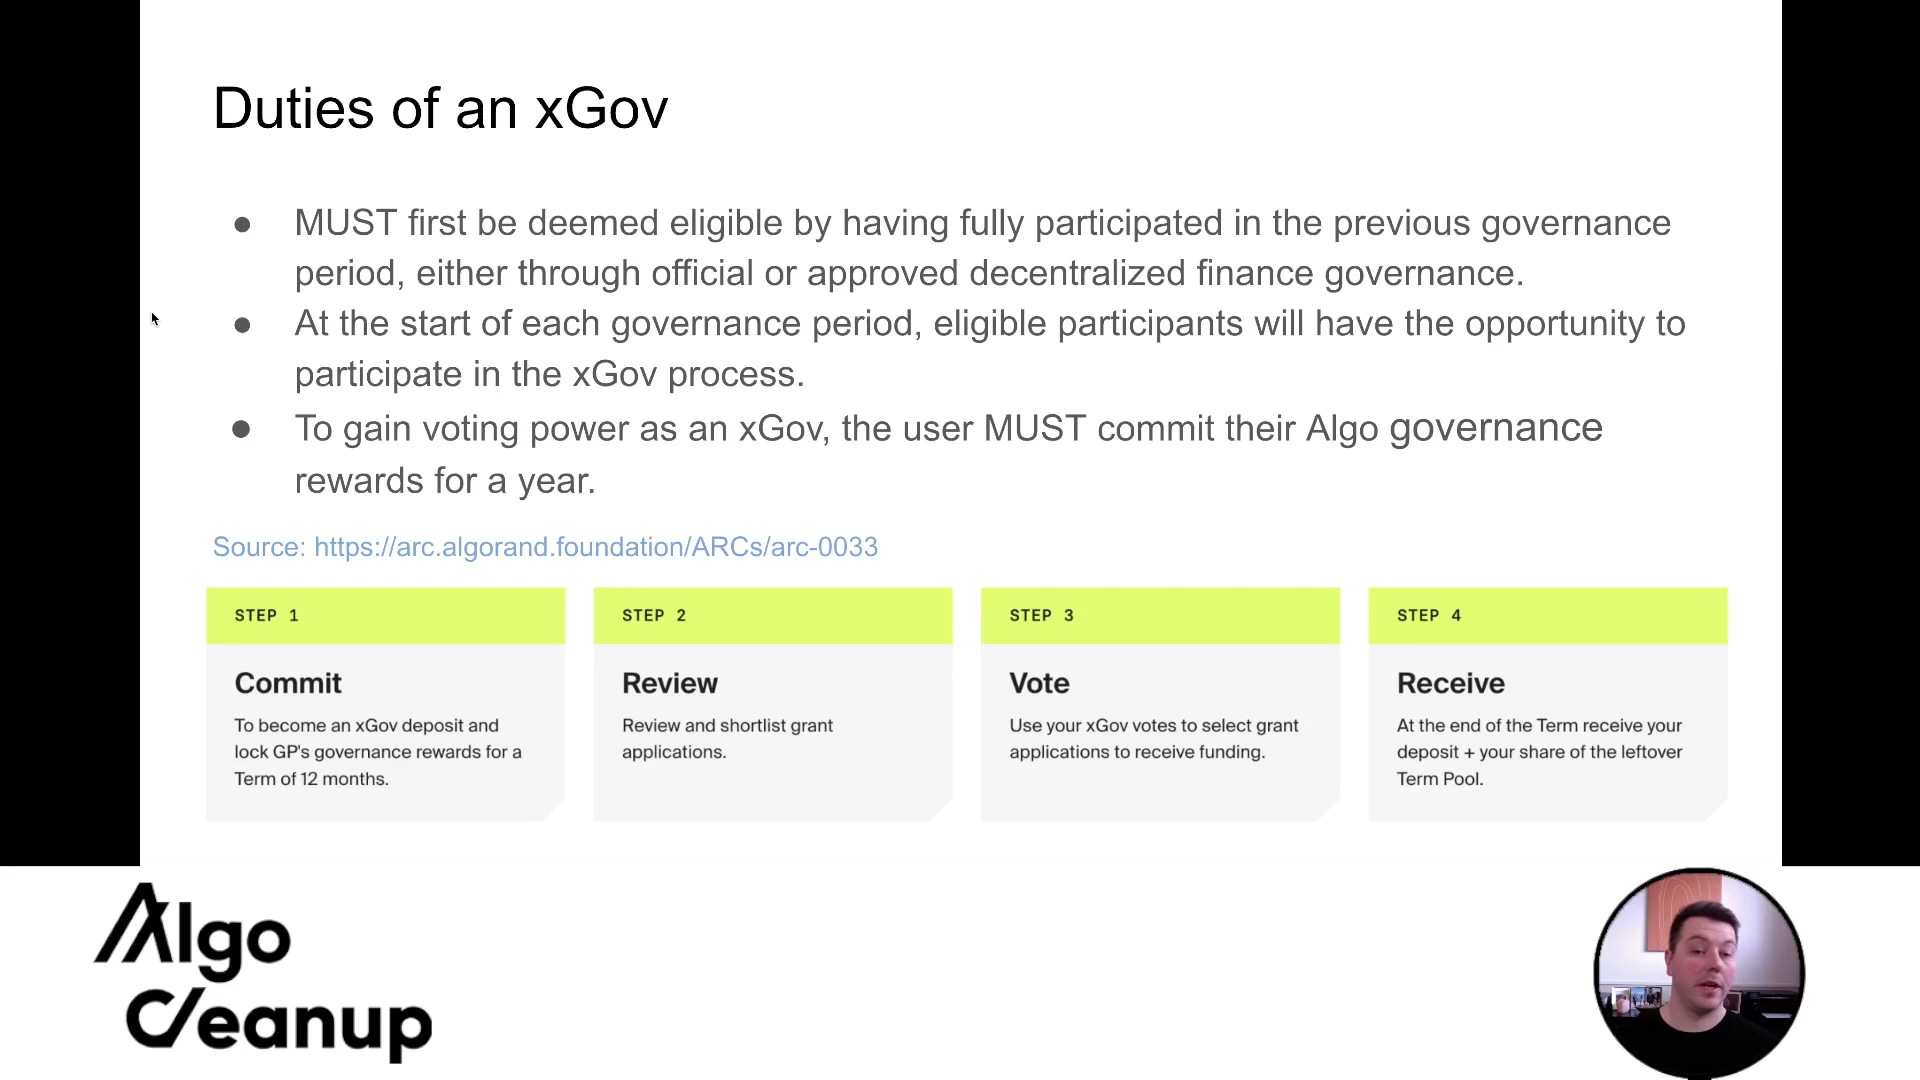 Duties of an xGov
● MUST first be deemed eligible by having fully participated in the previous governance
period, either through official or approved decentralized finance governance.
● At the start of each governance period, eligible participants will have the opportunity to
participate in the xGov process.
● To gain voting power as an xGov, the user MUST commit their Algo governance
rewards for a year.
Source: https://arc.algorand.foundation/ARCs/arc-0033
STEP 1
Commit
To become an xGov deposit and
lock GP's governance rewards for a
Term of 12 months.
STEP 2
Review
Review and shortlist grant
applications.
STEP 3
Vote
Use your xGov votes to select grant
applications to receive funding.
STEP 4
Receive
At the end of the Term receive your
deposit + your share of the leftover
Term Pool.
Algo
Cleanup